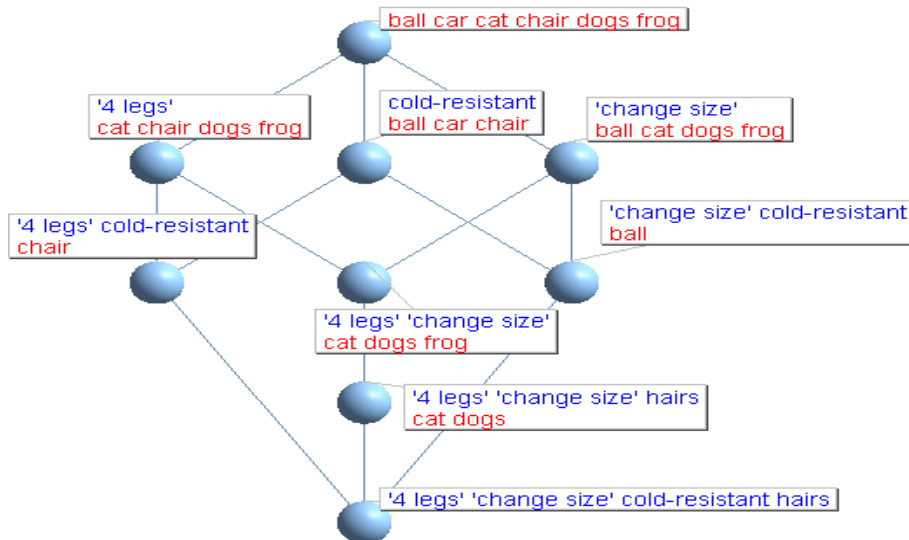 ball car cat chair dogs frog
'4 legs'
cat chair dogs frog
cold-resistant
ball car chair
'change size'
ball cat dogs frog
'4 legs' cold-resistant
chair
'change size' cold-resistant
ball
'4 legs' 'change size'
cat dogs frog
'4 legs' 'change size' hairs
cat dogs
'4 legs' 'change size' cold-resistant hairs